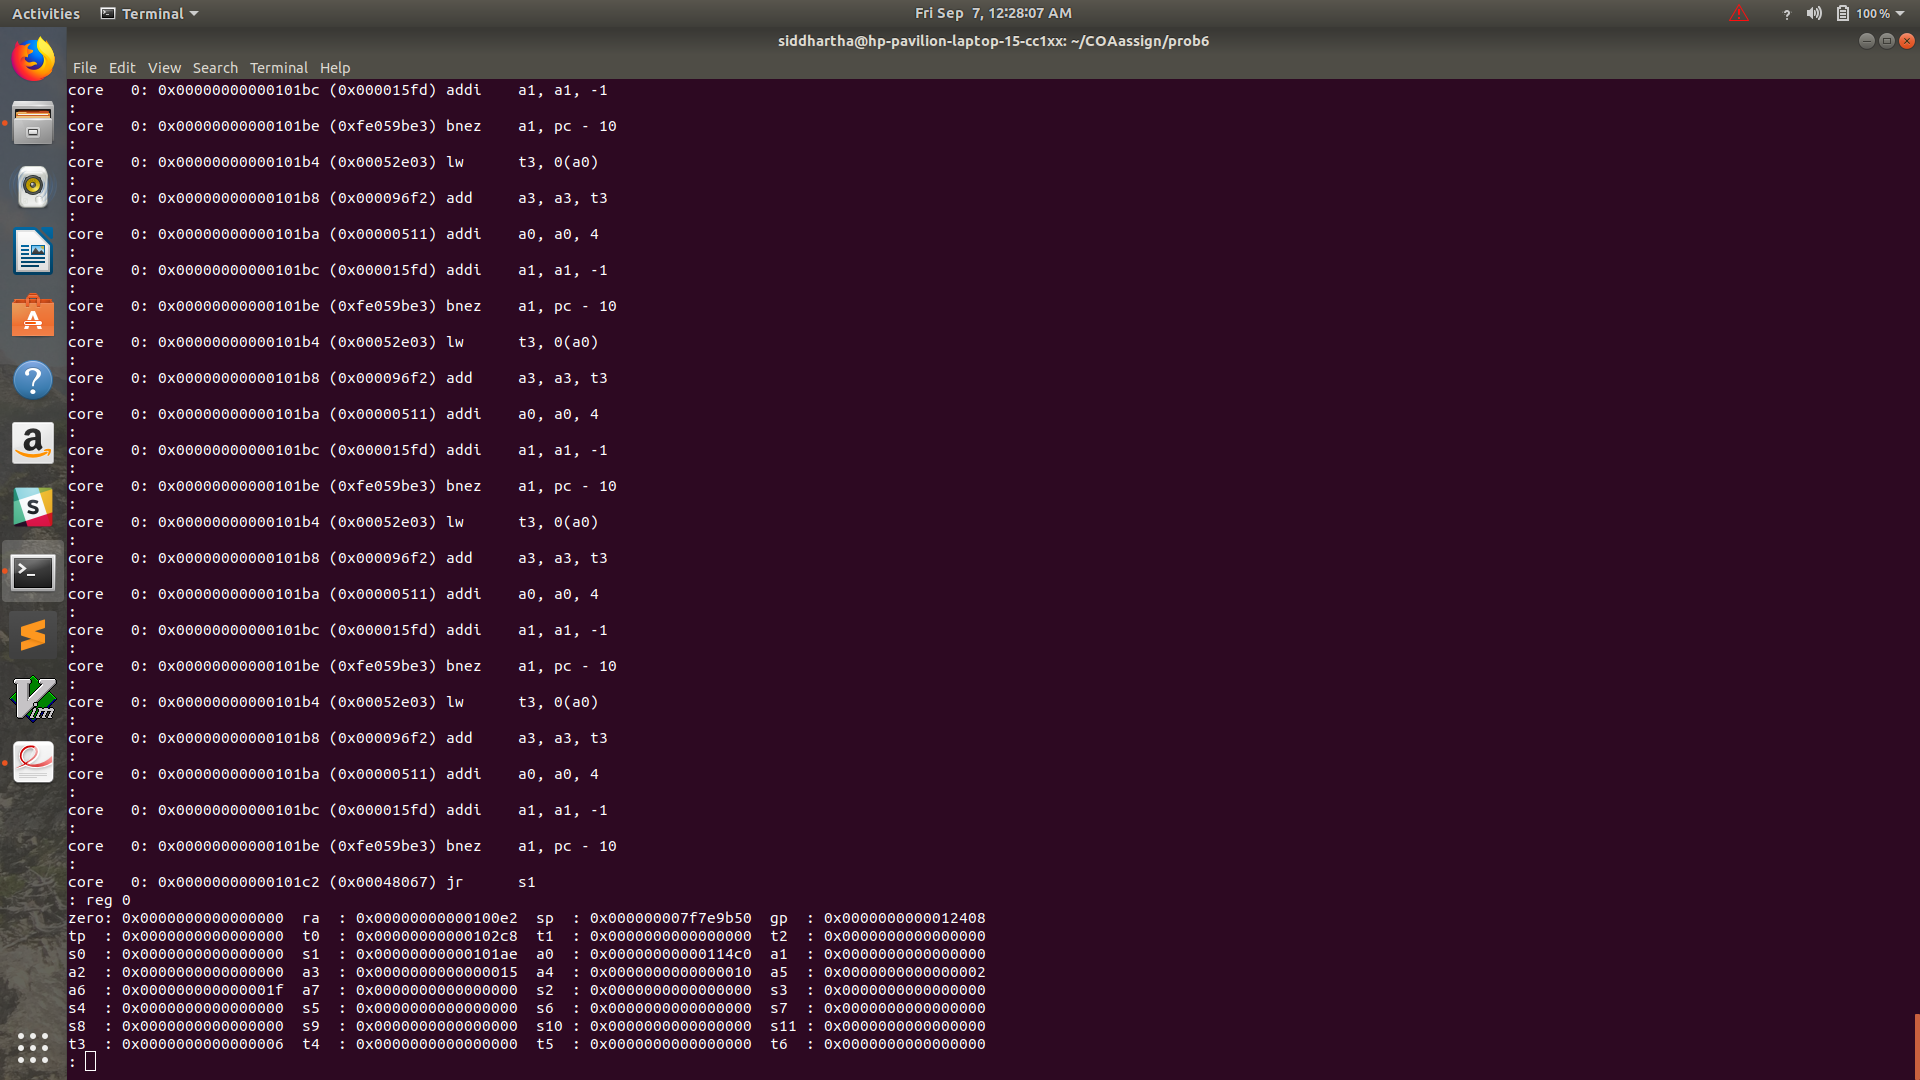 Activities Terminal Fri Sep 7, 12:28:07 AM ? 100 %
siddhartha@hp-pavilion-laptop-15-cc1xx: ~/COAassign/prob6
File Edit View Search Terminal Help
core   0: 0x00000000000101bc (0x000015fd) addi    a1, a1, -1
:
core   0: 0x00000000000101be (0xfe059be3) bnez    a1, pc - 10
:
core   0: 0x00000000000101b4 (0x00052e03) lw      t3, 0(a0)
:
core   0: 0x00000000000101b8 (0x000096f2) add     a3, a3, t3
:
core   0: 0x00000000000101ba (0x00000511) addi    a0, a0, 4
:
core   0: 0x00000000000101bc (0x000015fd) addi    a1, a1, -1
:
core   0: 0x00000000000101be (0xfe059be3) bnez    a1, pc - 10
:
core   0: 0x00000000000101b4 (0x00052e03) lw      t3, 0(a0)
:
core   0: 0x00000000000101b8 (0x000096f2) add     a3, a3, t3
:
core   0: 0x00000000000101ba (0x00000511) addi    a0, a0, 4
:
core   0: 0x00000000000101bc (0x000015fd) addi    a1, a1, -1
:
core   0: 0x00000000000101be (0xfe059be3) bnez    a1, pc - 10
:
core   0: 0x00000000000101b4 (0x00052e03) lw      t3, 0(a0)
:
core   0: 0x00000000000101b8 (0x000096f2) add     a3, a3, t3
:
core   0: 0x00000000000101ba (0x00000511) addi    a0, a0, 4
:
core   0: 0x00000000000101bc (0x000015fd) addi    a1, a1, -1
:
core   0: 0x00000000000101be (0xfe059be3) bnez    a1, pc - 10
:
core   0: 0x00000000000101b4 (0x00052e03) lw      t3, 0(a0)
:
core   0: 0x00000000000101b8 (0x000096f2) add     a3, a3, t3
:
core   0: 0x00000000000101ba (0x00000511) addi    a0, a0, 4
:
core   0: 0x00000000000101bc (0x000015fd) addi    a1, a1, -1
:
core   0: 0x00000000000101be (0xfe059be3) bnez    a1, pc - 10
:
core   0: 0x00000000000101c2 (0x00048067) jr      s1
: reg 0
zero: 0x0000000000000000  ra  : 0x00000000000100e2  sp  : 0x000000007f7e9b50  gp  : 0x0000000000012408
tp  : 0x0000000000000000  t0  : 0x00000000000102c8  t1  : 0x0000000000000000  t2  : 0x0000000000000000
s0  : 0x0000000000000000  s1  : 0x00000000000101ae  a0  : 0x00000000000114c0  a1  : 0x0000000000000000
a2  : 0x0000000000000000  a3  : 0x0000000000000015  a4  : 0x0000000000000010  a5  : 0x0000000000000002
a6  : 0x000000000000001f  a7  : 0x0000000000000000  s2  : 0x0000000000000000  s3  : 0x0000000000000000
s4  : 0x0000000000000000  s5  : 0x0000000000000000  s6  : 0x0000000000000000  s7  : 0x0000000000000000
s8  : 0x0000000000000000  s9  : 0x0000000000000000  s10 : 0x0000000000000000  s11 : 0x0000000000000000
t3  : 0x0000000000000006  t4  : 0x0000000000000000  t5  : 0x0000000000000000  t6  : 0x0000000000000000
: